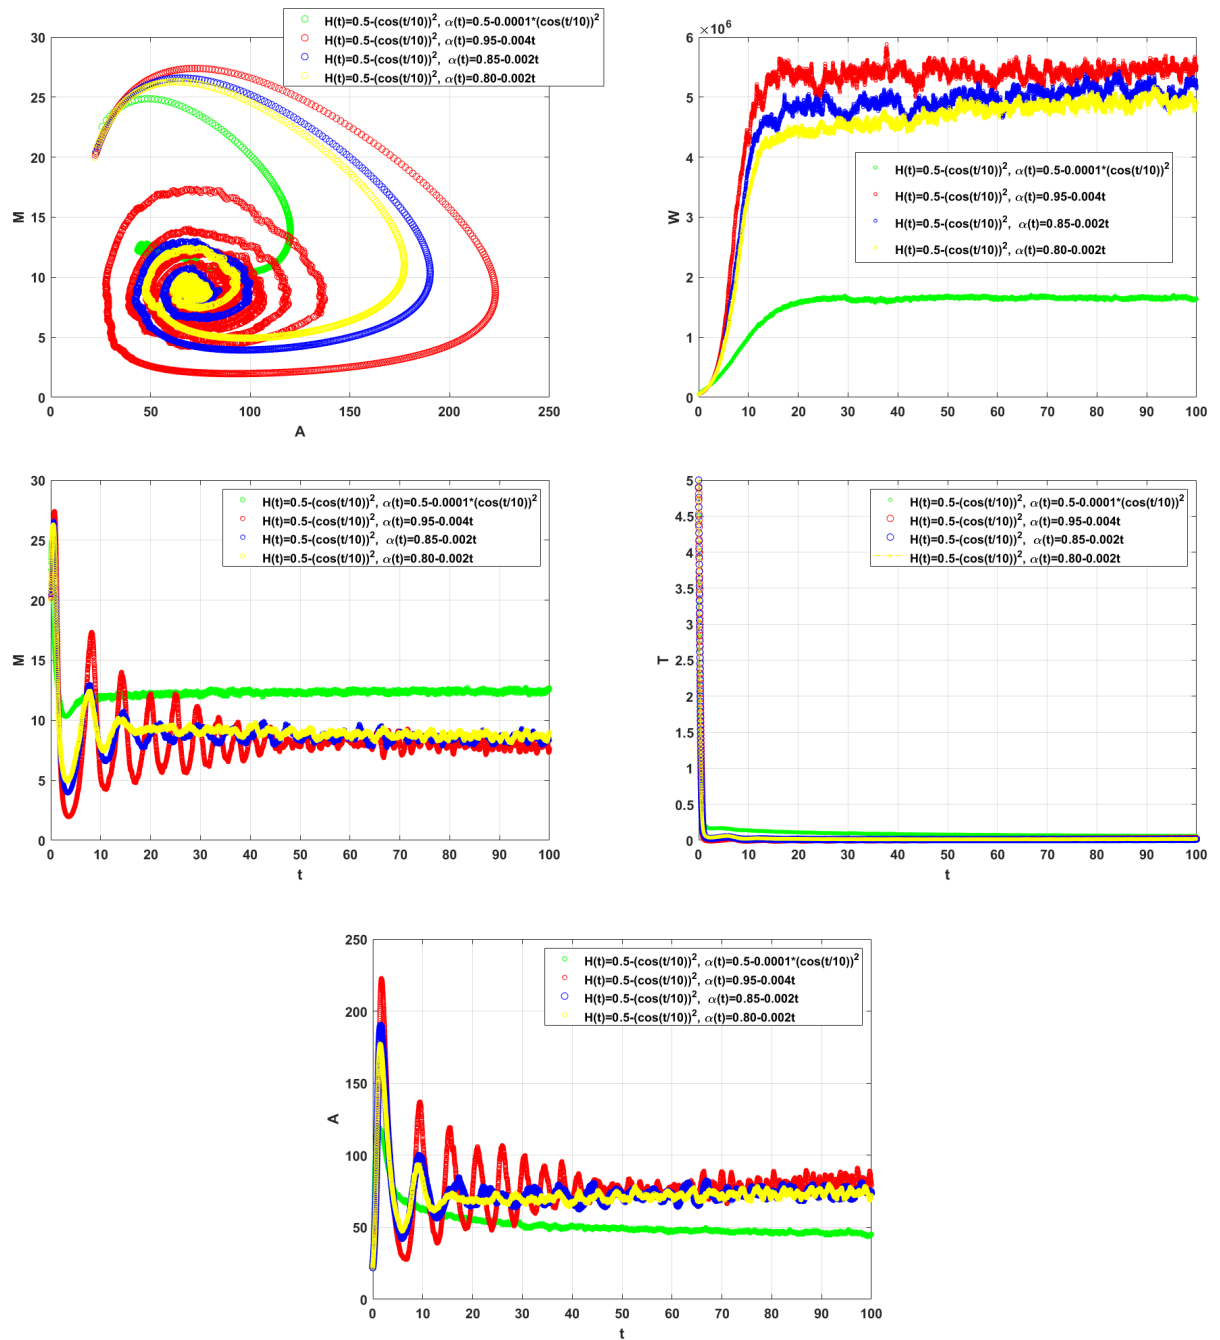 H(t)=0.5-(cos(t/10))², α(t)=0.5-0.0001*(cos(t/10))²
H(t)=0.5-(cos(t/10))², α(t)=0.95-0.004t
H(t)=0.5-(cos(t/10))², α(t)=0.85-0.002t
H(t)=0.5-(cos(t/10))², α(t)=0.80-0.002t
30
25
20
15
10
5
0
M
0 50 100 150 200 250
A
×10⁶
6
5
4
3
2
1
0
W
H(t)=0.5-(cos(t/10))², α(t)=0.5-0.0001*(cos(t/10))²
H(t)=0.5-(cos(t/10))², α(t)=0.95-0.004t
H(t)=0.5-(cos(t/10))², α(t)=0.85-0.002t
H(t)=0.5-(cos(t/10))², α(t)=0.80-0.002t
0 10 20 30 40 50 60 70 80 90 100
t
30
25
20
15
10
5
0
M
H(t)=0.5-(cos(t/10))², α(t)=0.5-0.0001*(cos(t/10))²
H(t)=0.5-(cos(t/10))², α(t)=0.95-0.004t
H(t)=0.5-(cos(t/10))², α(t)=0.85-0.002t
H(t)=0.5-(cos(t/10))², α(t)=0.80-0.002t
0 10 20 30 40 50 60 70 80 90 100
t
5
4.5
4
3.5
3
2.5
2
1.5
1
0.5
0
T
H(t)=0.5-(cos(t/10))², α(t)=0.5-0.0001*(cos(t/10))²
H(t)=0.5-(cos(t/10))², α(t)=0.95-0.004t
H(t)=0.5-(cos(t/10))², α(t)=0.85-0.002t
H(t)=0.5-(cos(t/10))², α(t)=0.80-0.002t
0 10 20 30 40 50 60 70 80 90 100
t
250
200
150
100
50
0
A
H(t)=0.5-(cos(t/10))², α(t)=0.5-0.0001*(cos(t/10))²
H(t)=0.5-(cos(t/10))², α(t)=0.95-0.004t
H(t)=0.5-(cos(t/10))², α(t)=0.85-0.002t
H(t)=0.5-(cos(t/10))², α(t)=0.80-0.002t
0 10 20 30 40 50 60 70 80 90 100
t